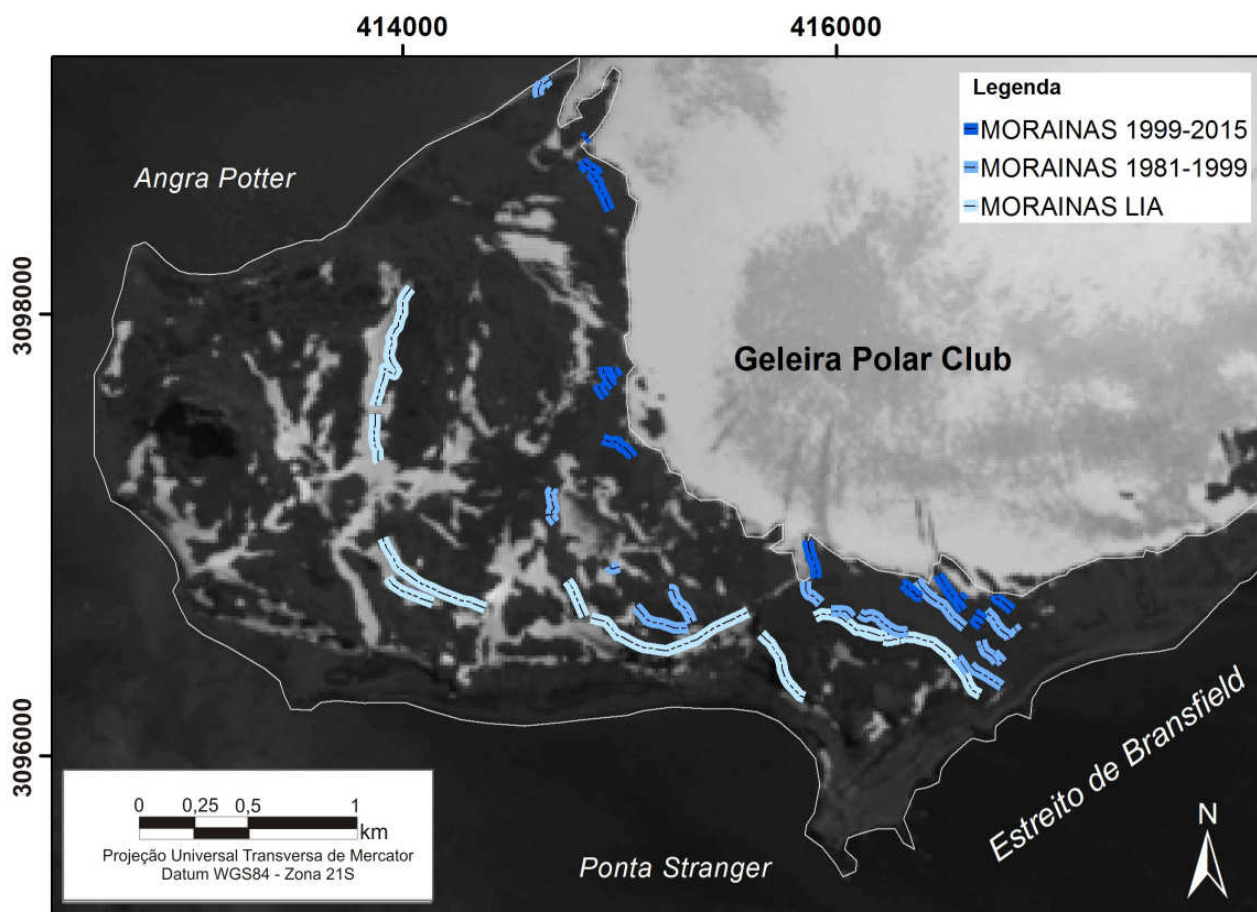 414000
416000
Legenda
MORAINAS 1999-2015
MORAINAS 1981-1999
MORAINAS LIA
Angra Potter
3098000
Geleira Polar Club
3096000
Estreito de Bransfield
0 0,25 0,5 1
km
Projeção Universal Transversa de Mercator
Datum WGS84 - Zona 21S
Ponta Stranger
N